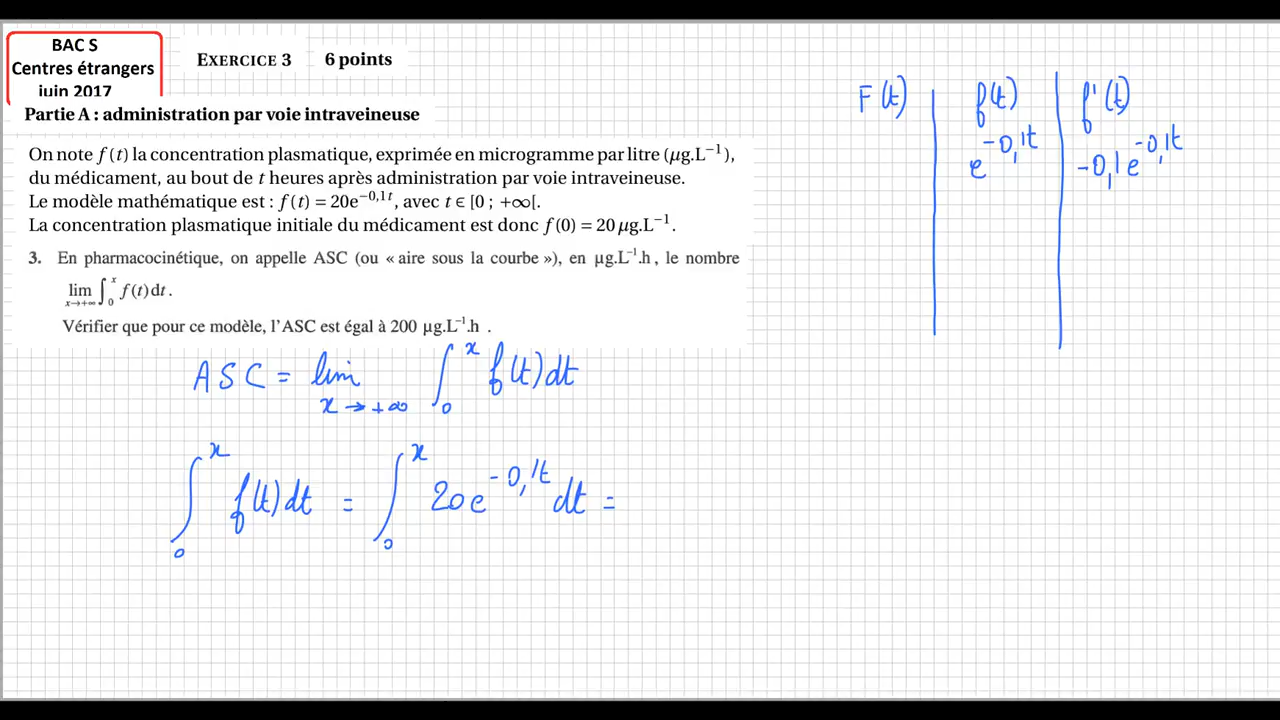 BAC S
Centres étrangers
juin 2017
EXERCICE 3 6 points
Partie A : administration par voie intraveineuse
On note f(t) la concentration plasmatique, exprimée en microgramme par litre (µg.L⁻¹),
du médicament, au bout de t heures après administration par voie intraveineuse.
Le modèle mathématique est : f(t) = 20e^{−0,1t}, avec t ∈ [0 ; +∞[.
La concentration plasmatique initiale du médicament est donc f(0) = 20 µg.L⁻¹.
3. En pharmacocinétique, on appelle ASC (ou « aire sous la courbe »), en µg.L⁻¹.h, le nombre
lim_{x→+∞} ∫_0^x f(t)dt.
Vérifier que pour ce modèle, l'ASC est égal à 200 µg.L⁻¹.h .
ASC = lim_{x→+∞} ∫_0^x f(t)dt
∫_0^x f(t)dt = ∫_0^x 20e^{-0,1t} dt =
F(t) f(t) f'(t)
e^{-0,1t} -0,1e^{-0,1t}